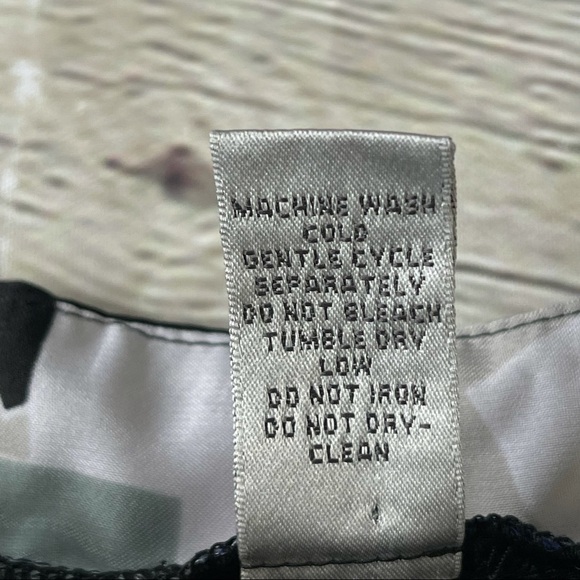 MACHINE WASH
COLD
GENTLE CYCLE
SEPARATELY
DO NOT BLEACH
TUMBLE DRY
LOW
DO NOT IRON
DO NOT DRY-
CLEAN